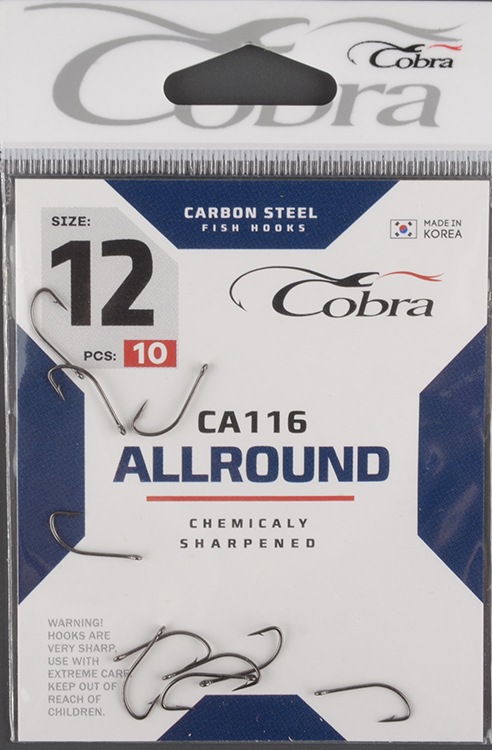 Cobra
Cobra
CARBON STEEL
FISH HOOKS
SIZE:
12
PCS: 10
MADE IN
KOREA
Cobra
CA116
ALLROUND
CHEMICALY
SHARPENED
WARNING!
HOOKS ARE
VERY SHARP,
USE WITH
EXTREME CARE
KEEP OUT OF
REACH OF
CHILDREN.